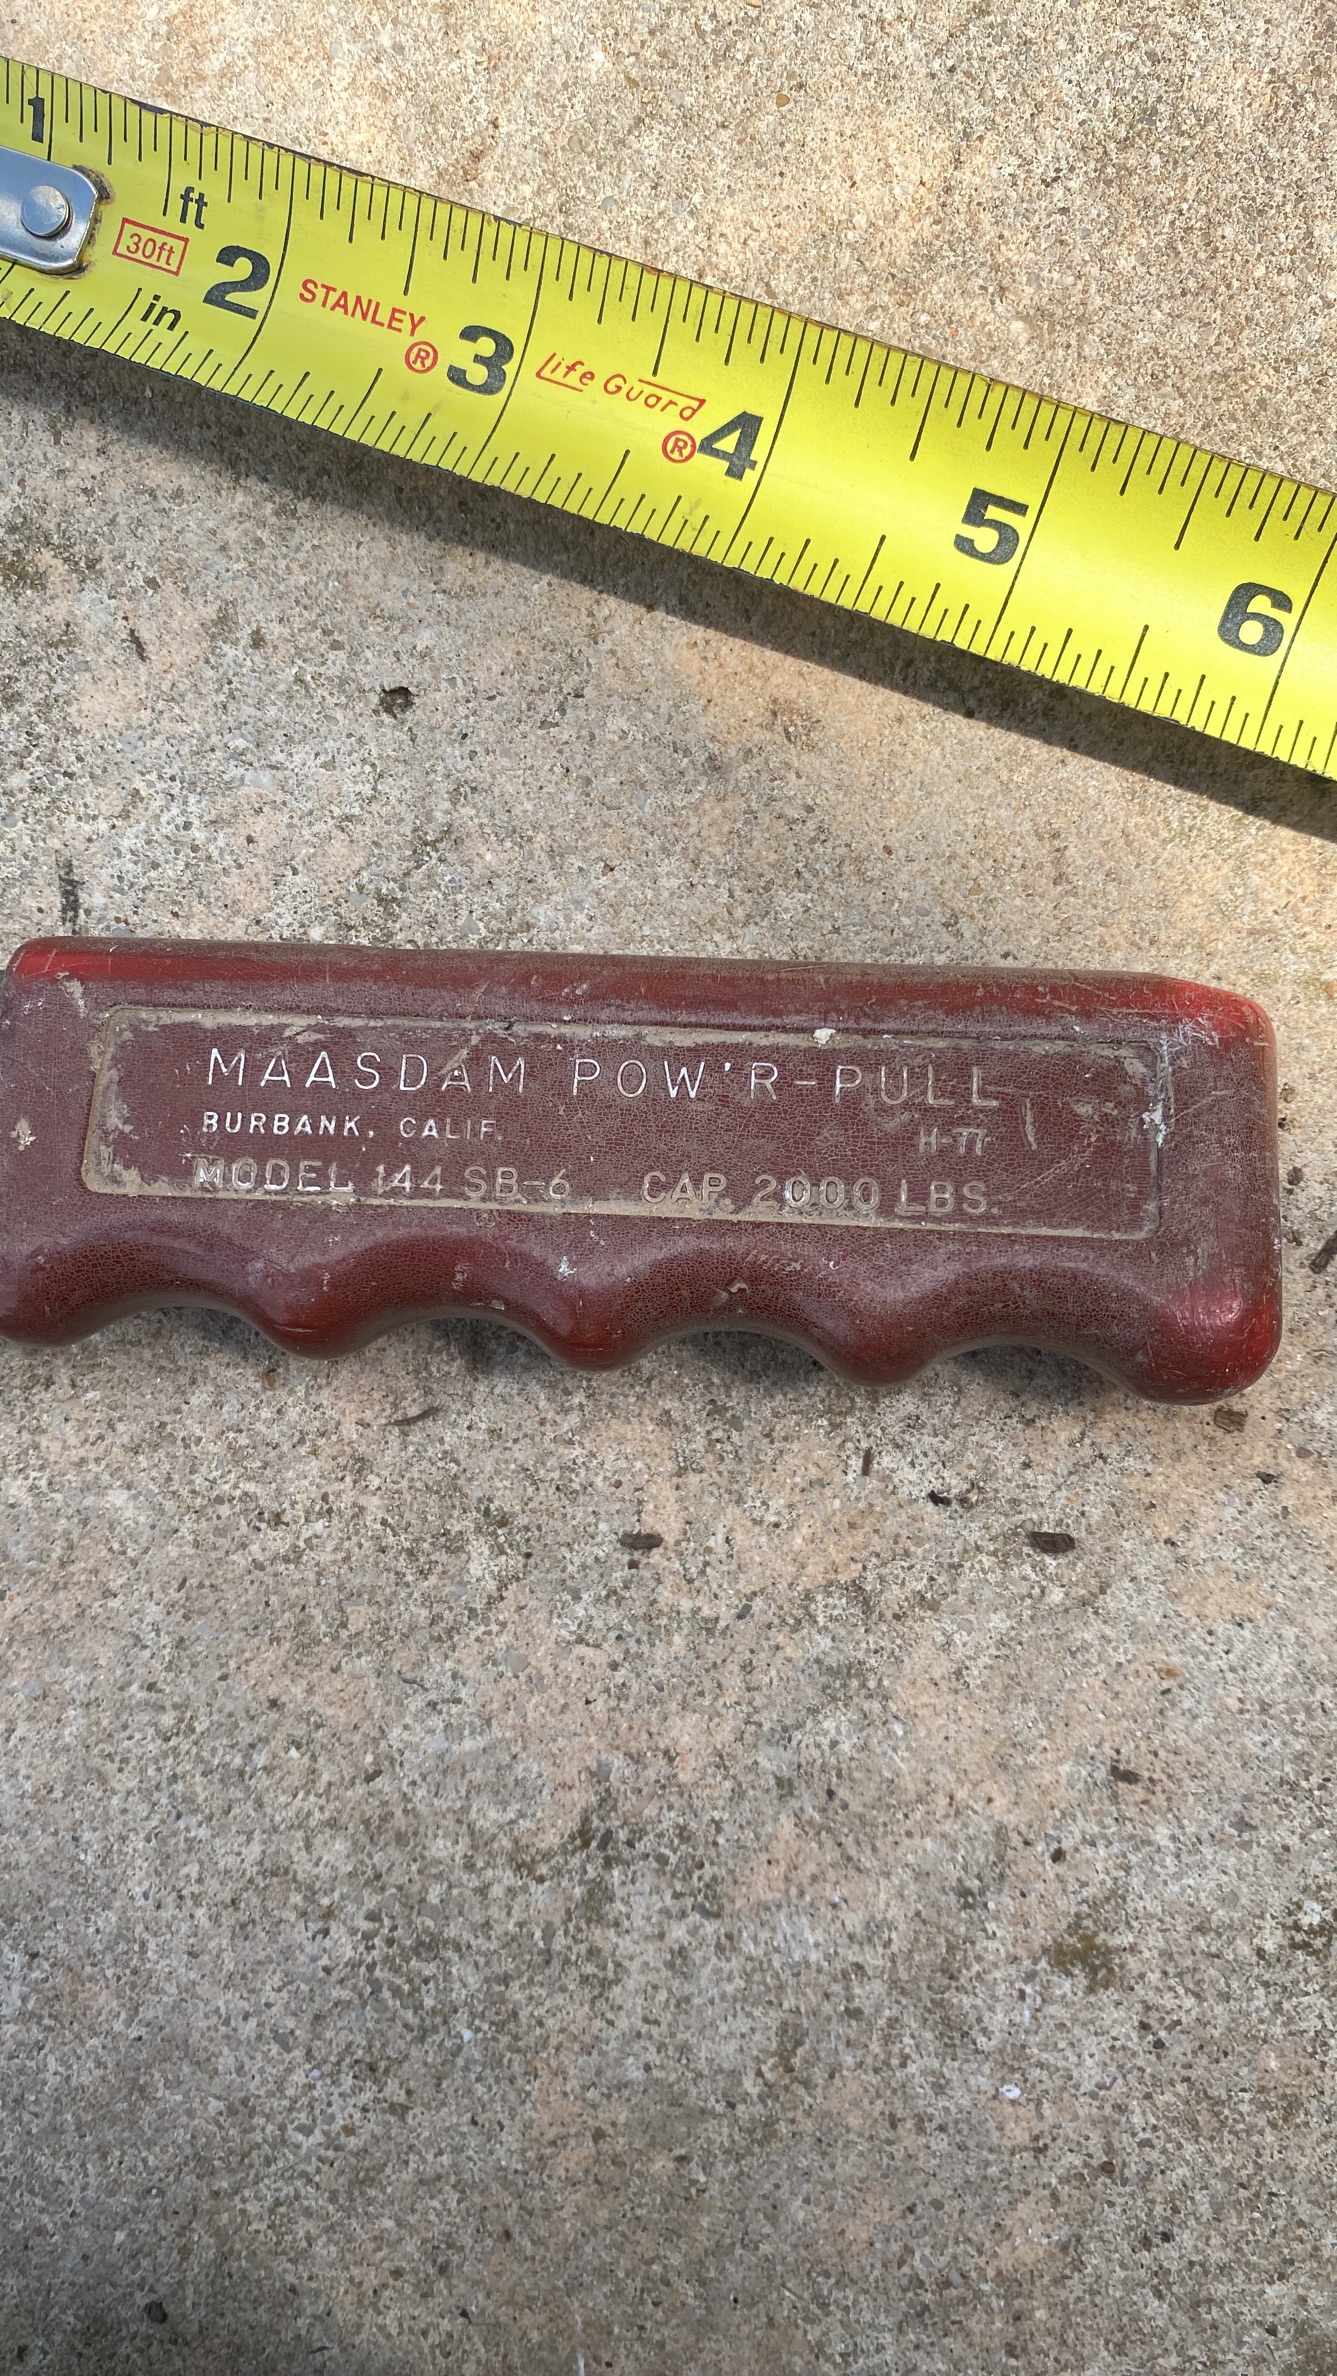 1
ft
30ft
2
in
STANLEY
®
3
Life Guard
®
4
5
6
MAASDAM POW'R-PULL
BURBANK, CALIF. H-77
MODEL 144 SB-6 CAP. 2000 LBS.